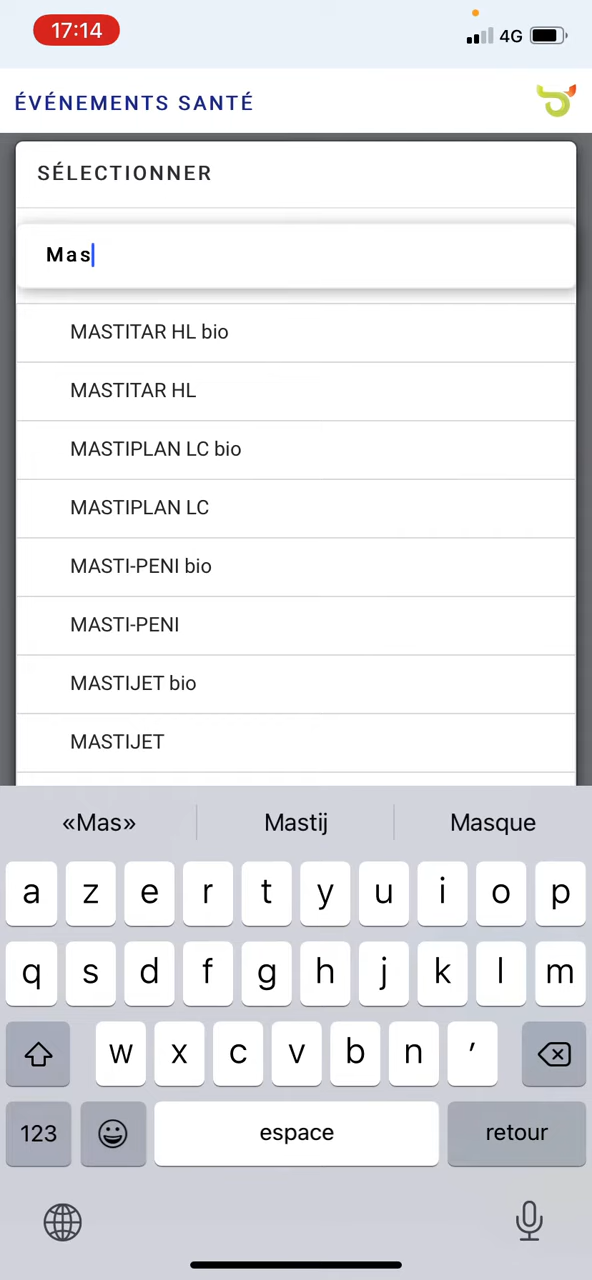 17:14
4G
ÉVÉNEMENTS SANTÉ
SÉLECTIONNER
Mas
MASTITAR HL bio
MASTITAR HL
MASTIPLAN LC bio
MASTIPLAN LC
MASTI-PENI bio
MASTI-PENI
MASTIJET bio
MASTIJET
«Mas» Mastij Masque
a z e r t y u i o p
q s d f g h j k l m
w x c v b n ′
123 espace retour